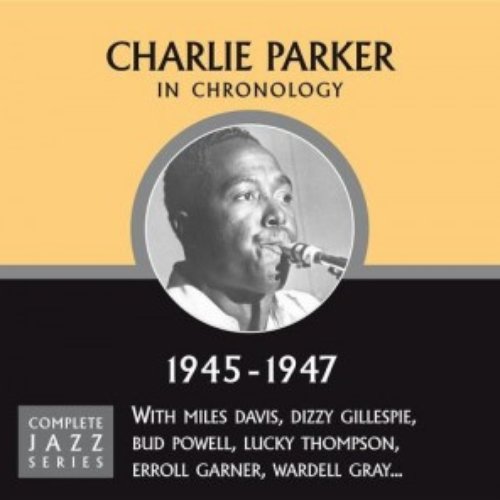 CHARLIE PARKER
IN CHRONOLOGY
1945-1947
COMPLETE
JAZZ
SERIES
WITH MILES DAVIS, DIZZY GILLESPIE,
BUD POWELL, LUCKY THOMPSON,
ERROLL GARNER, WARDELL GRAY...